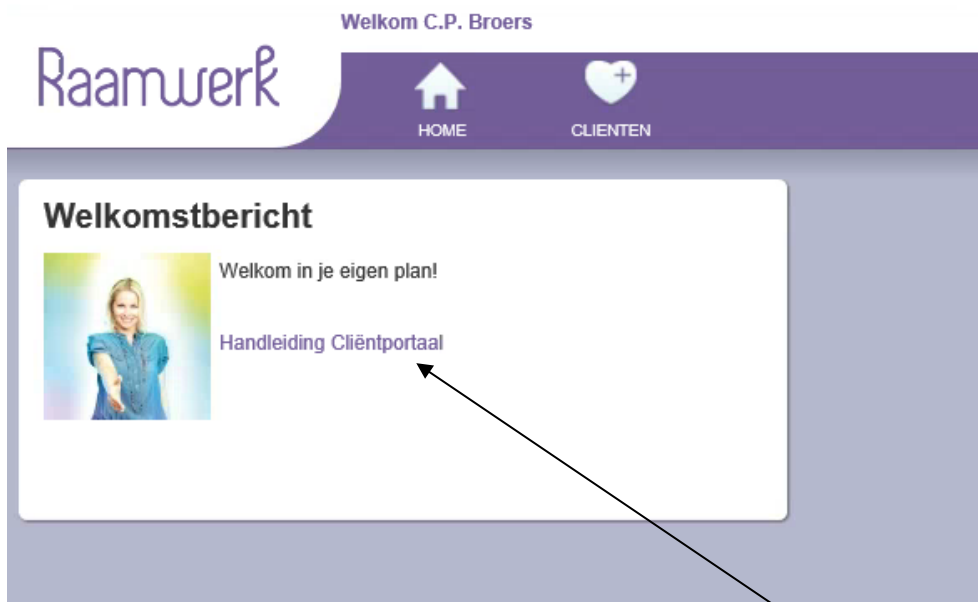 Welkom C.P. Broers
Raamwerk
HOME
CLIENTEN
Welkomstbericht
Welkom in je eigen plan!
Handleiding Cliëntportaal